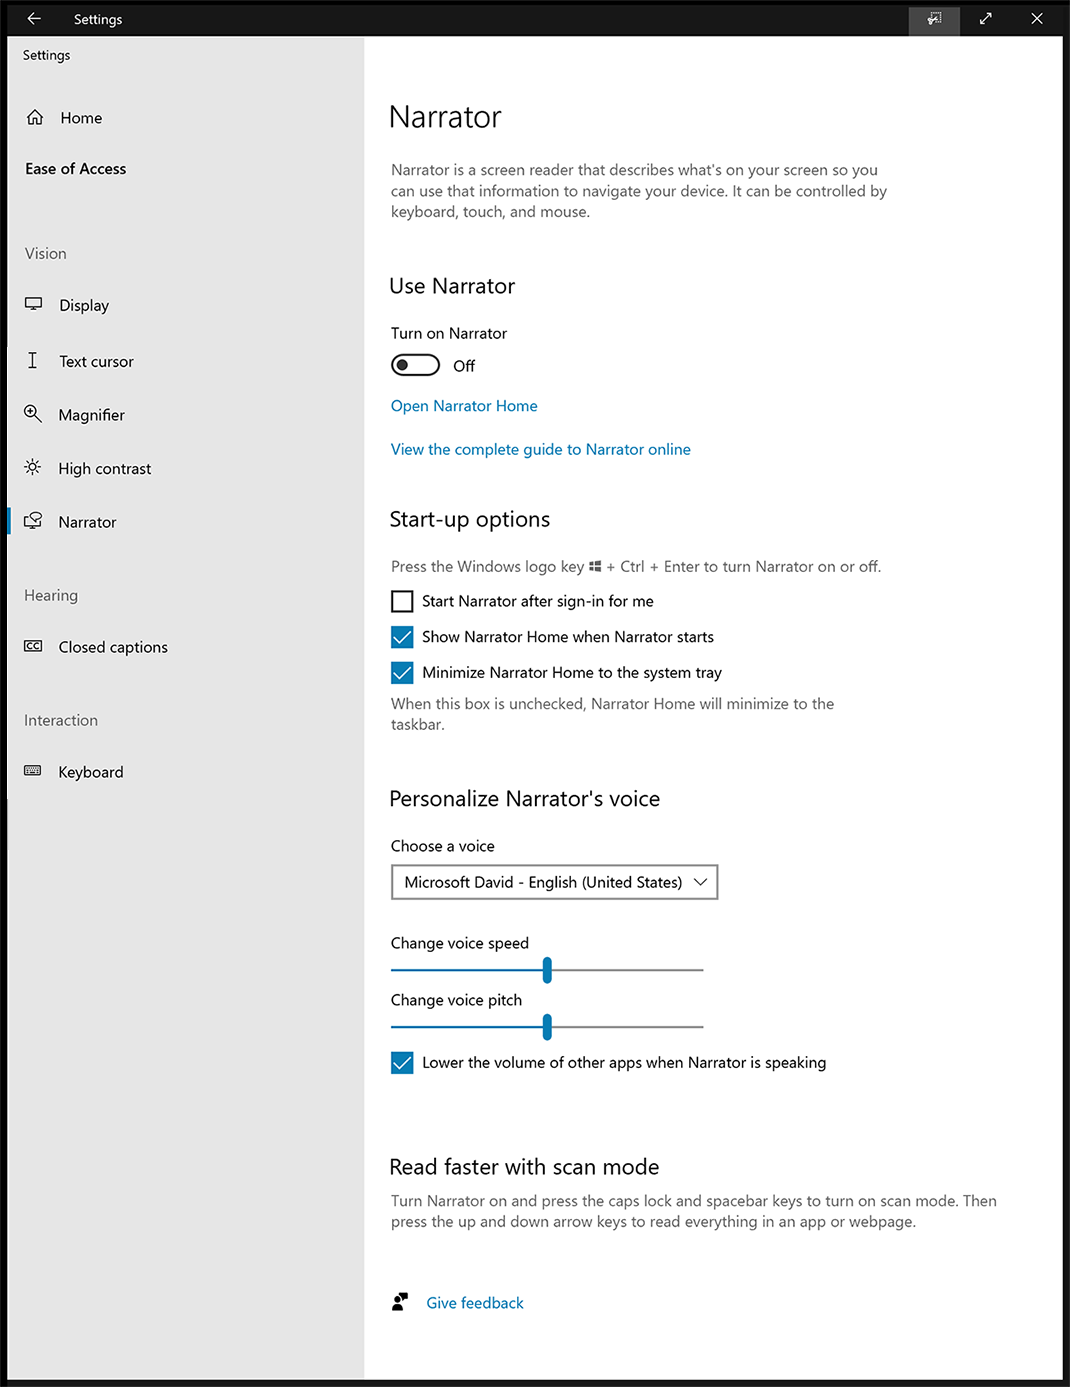 Settings
Settings
Home
Ease of Access
Vision
Display
Text cursor
Magnifier
High contrast
Narrator
Hearing
CC Closed captions
Interaction
Keyboard
Narrator
Narrator is a screen reader that describes what's on your screen so you
can use that information to navigate your device. It can be controlled by
keyboard, touch, and mouse.
Use Narrator
Turn on Narrator
Off
Open Narrator Home
View the complete guide to Narrator online
Start-up options
Press the Windows logo key + Ctrl + Enter to turn Narrator on or off.
Start Narrator after sign-in for me
Show Narrator Home when Narrator starts
Minimize Narrator Home to the system tray
When this box is unchecked, Narrator Home will minimize to the
taskbar.
Personalize Narrator's voice
Choose a voice
Microsoft David - English (United States)
Change voice speed
Change voice pitch
Lower the volume of other apps when Narrator is speaking
Read faster with scan mode
Turn Narrator on and press the caps lock and spacebar keys to turn on scan mode. Then
press the up and down arrow keys to read everything in an app or webpage.
Give feedback